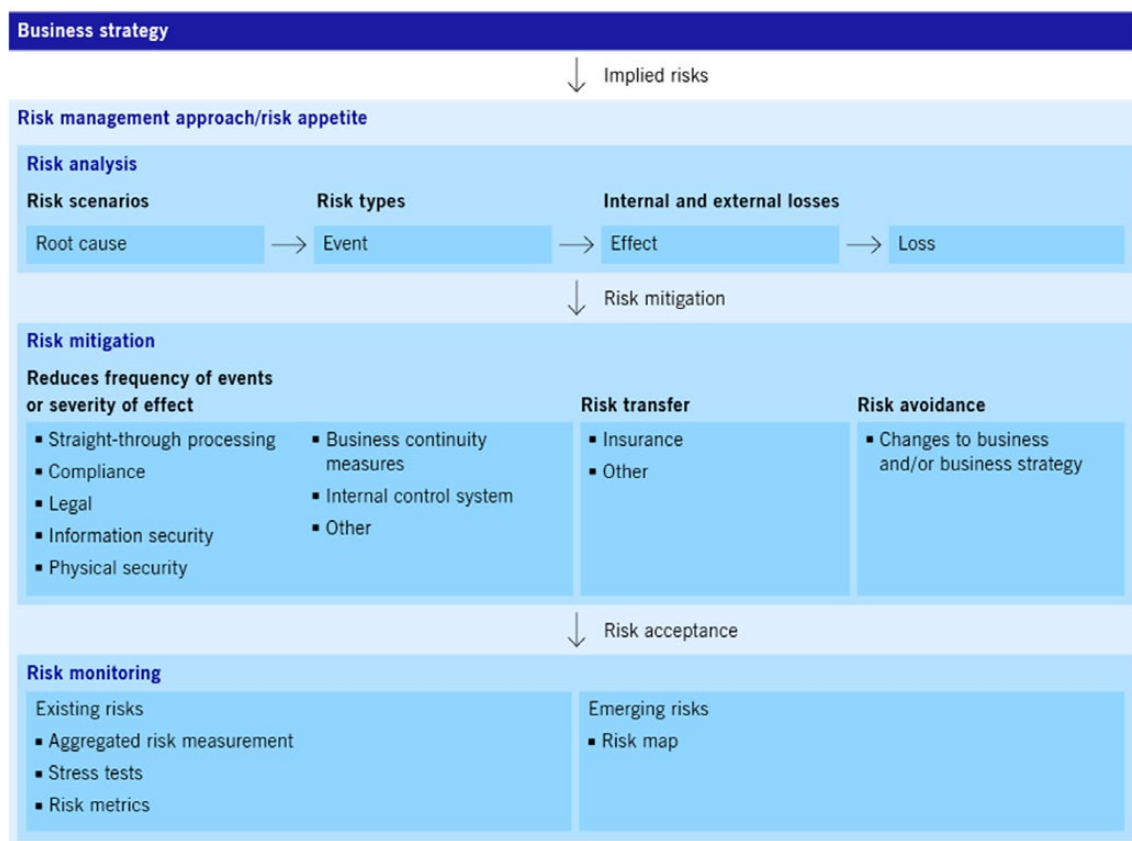 Business strategy
Implied risks
Risk management approach/risk appetite
Risk analysis
Risk scenarios
Risk types
Internal and external losses
Root cause
Event
Effect
Loss
Risk mitigation
Risk mitigation
Reduces frequency of events
or severity of effect
▪ Straight-through processing
▪ Compliance
▪ Legal
▪ Information security
▪ Physical security
▪ Business continuity
measures
▪ Internal control system
▪ Other
Risk transfer
▪ Insurance
▪ Other
Risk avoidance
▪ Changes to business
and/or business strategy
Risk acceptance
Risk monitoring
Existing risks
▪ Aggregated risk measurement
▪ Stress tests
▪ Risk metrics
Emerging risks
▪ Risk map